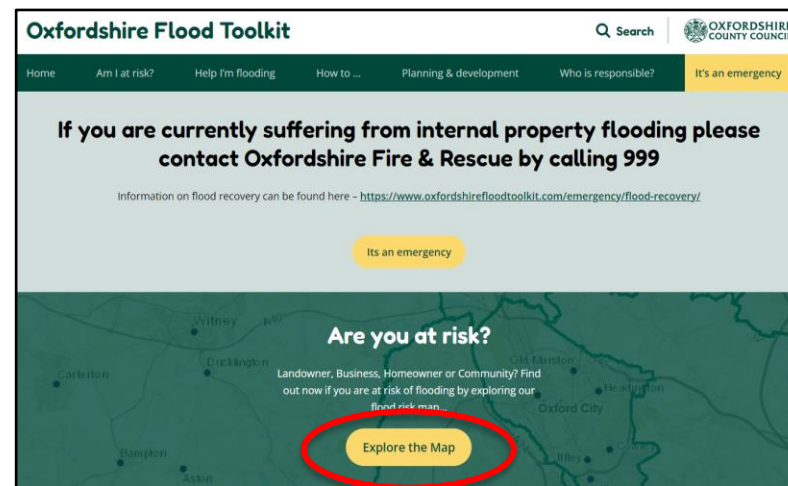 Oxfordshire Flood Toolkit
Search
OXFORDSHIRE
COUNTY COUNCIL
Home Am I at risk? Help I'm flooding How to ... Planning & development Who is responsible? It's an emergency
If you are currently suffering from internal property flooding please
contact Oxfordshire Fire & Rescue by calling 999
Information on flood recovery can be found here – https://www.oxfordshirefloodtoolkit.com/emergency/flood-recovery/
Its an emergency
Witney
Are you at risk?
Ducklington
Old Marston
Carterton
Landowner, Business, Homeowner or Community? Find
out now if you are at risk of flooding by exploring our
Headington
flood risk map...
Oxford City
Explore the Map
Bampton
Iffley
Cowley
Aston